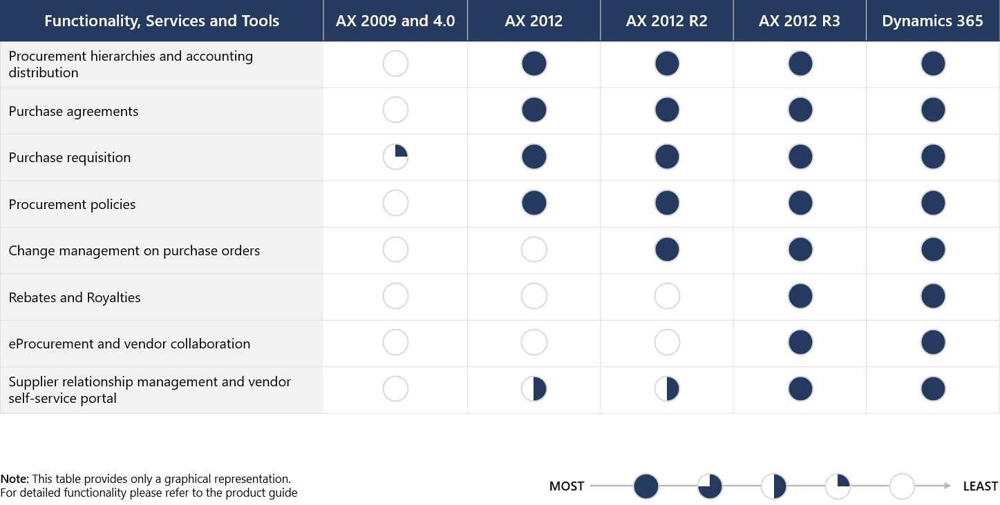 Functionality, Services and Tools
AX 2009 and 4.0
AX 2012
AX 2012 R2
AX 2012 R3
Dynamics 365
Procurement hierarchies and accounting
distribution
Purchase agreements
Purchase requisition
Procurement policies
Change management on purchase orders
Rebates and Royalties
eProcurement and vendor collaboration
Supplier relationship management and vendor
self-service portal
Note: This table provides only a graphical representation.
For detailed functionality please refer to the product guide
MOST
LEAST